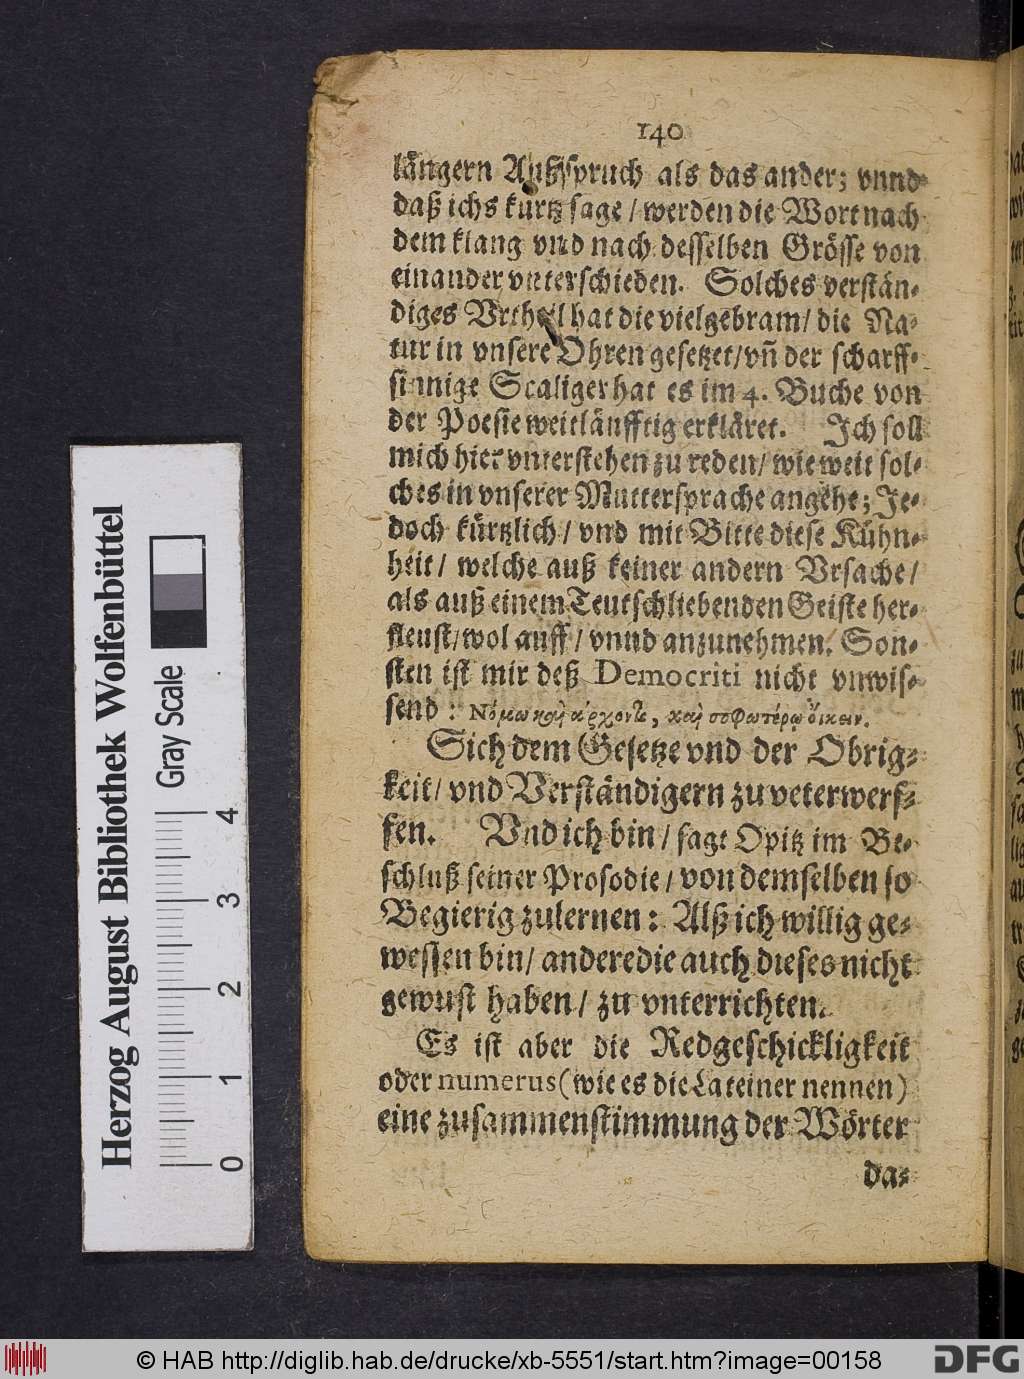 140
längern Außspruch als das ander; vnnd
daß ichs kurtz sage / werden die Wort nach
dem klang vnd nach desselben Grösse von
einander vnterschieden. Solches verstän-
diges Vrtheil hat die vielgebram / die Na-
tur in vnsere Ohren gesetzet / vñ der scharff-
sinnige Scaliger hat es im 4. Buche von
der Poesie weitläufftig erkläret. Ich soll
mich hier vnterstehen zu reden / wie weit sol-
ches in vnserer Muttersprache angehe; Je-
doch kürtzlich / vnd mit Bitte diese Kühn-
heit / welche auß keiner andern Vrsache /
als auß einem Teutschliebenden Geiste her-
fleust / wol auff / vnnd anzunehmen. Son-
sten ist mir deß Democriti nicht vnwis-
send: Νόμω καὶ ἄρχοντι, καὶ σοφωτέρῳ εἴκειν.
Sich dem Gesetze vnd der Obrig-
keit / vnd Verständigern zu veterwerf-
fen. Vnd ich bin / sagt Opitz im Be-
schluß seiner Prosodie / von demselben so
Begierig zulernen: Alß ich willig ge-
wessen bin / andere die auch dieses nicht
gewust haben / zu vnterrichten.
Es ist aber die Redgeschickligkeit
oder numerus (wie es die Lateiner nennen)
eine zusammenstimmung der Wörter
da-
Herzog August Bibliothek Wolfenbüttel
Gray Scale
0 1 2 3 4
© HAB http://diglib.hab.de/drucke/xb-5551/start.htm?image=00158
DFG